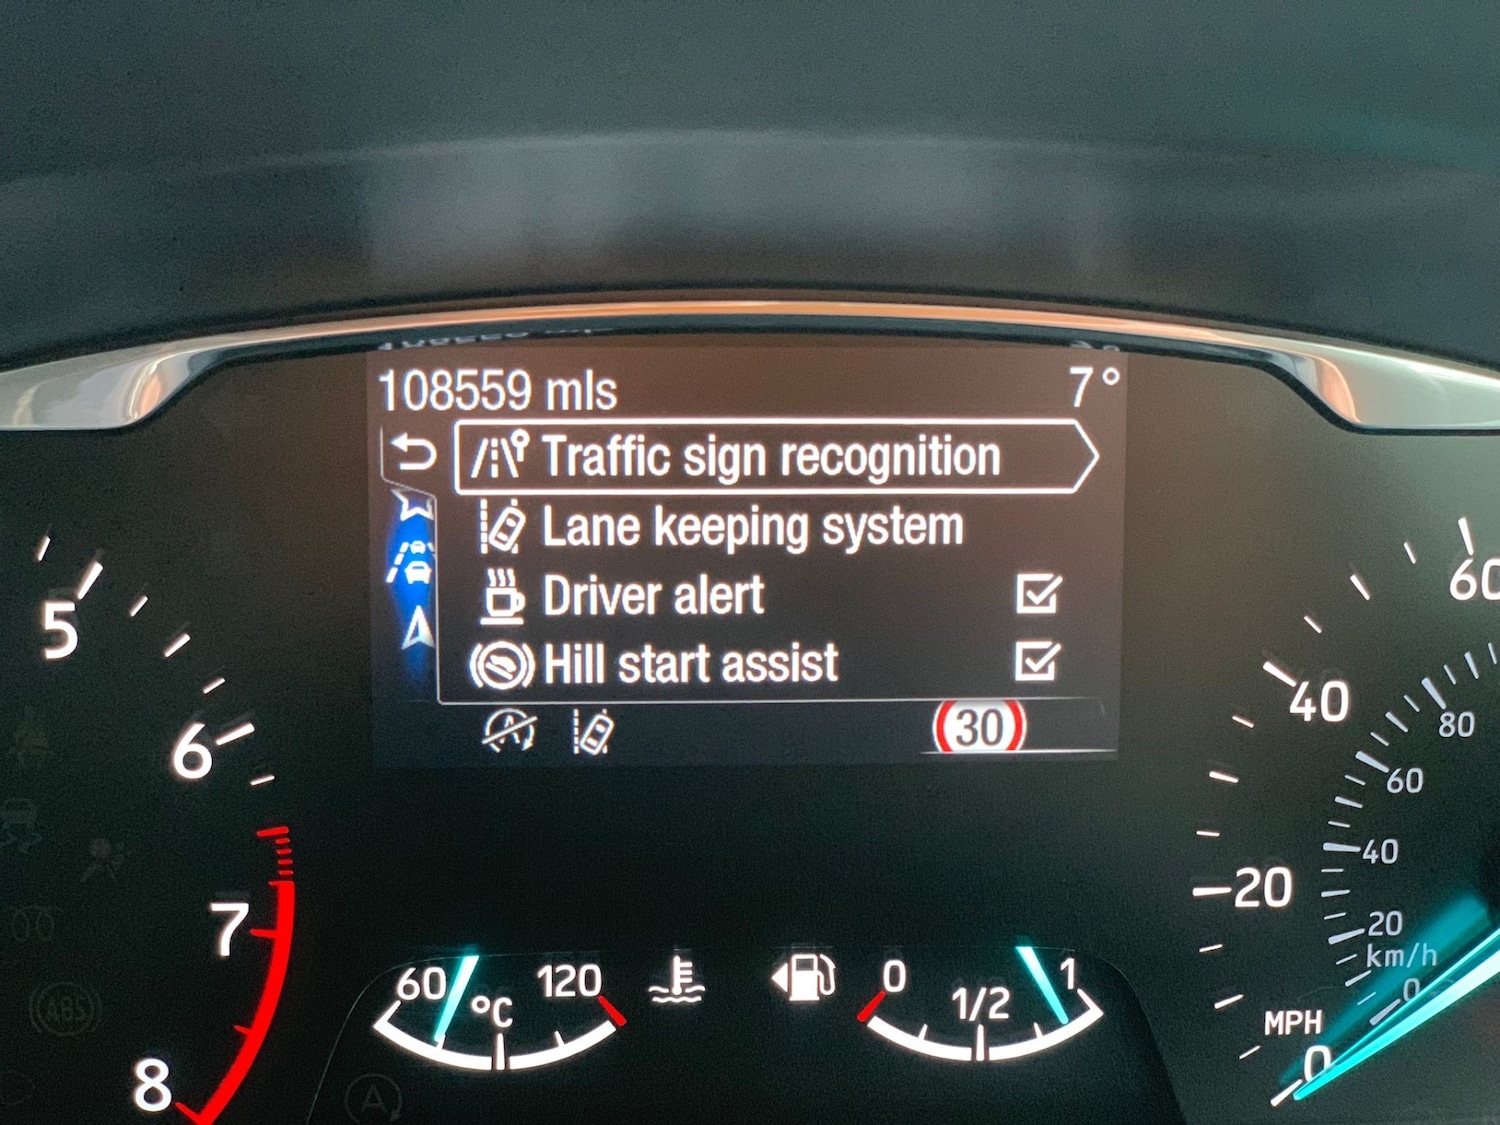 108559 mls 7°
Traffic sign recognition
Lane keeping system
Driver alert
Hill start assist
A 30
5
6
7
8
60 °C 120
0 1/2 1
60
40
20
0
MPH
80
60
40
20
0
km/h
ABS
A